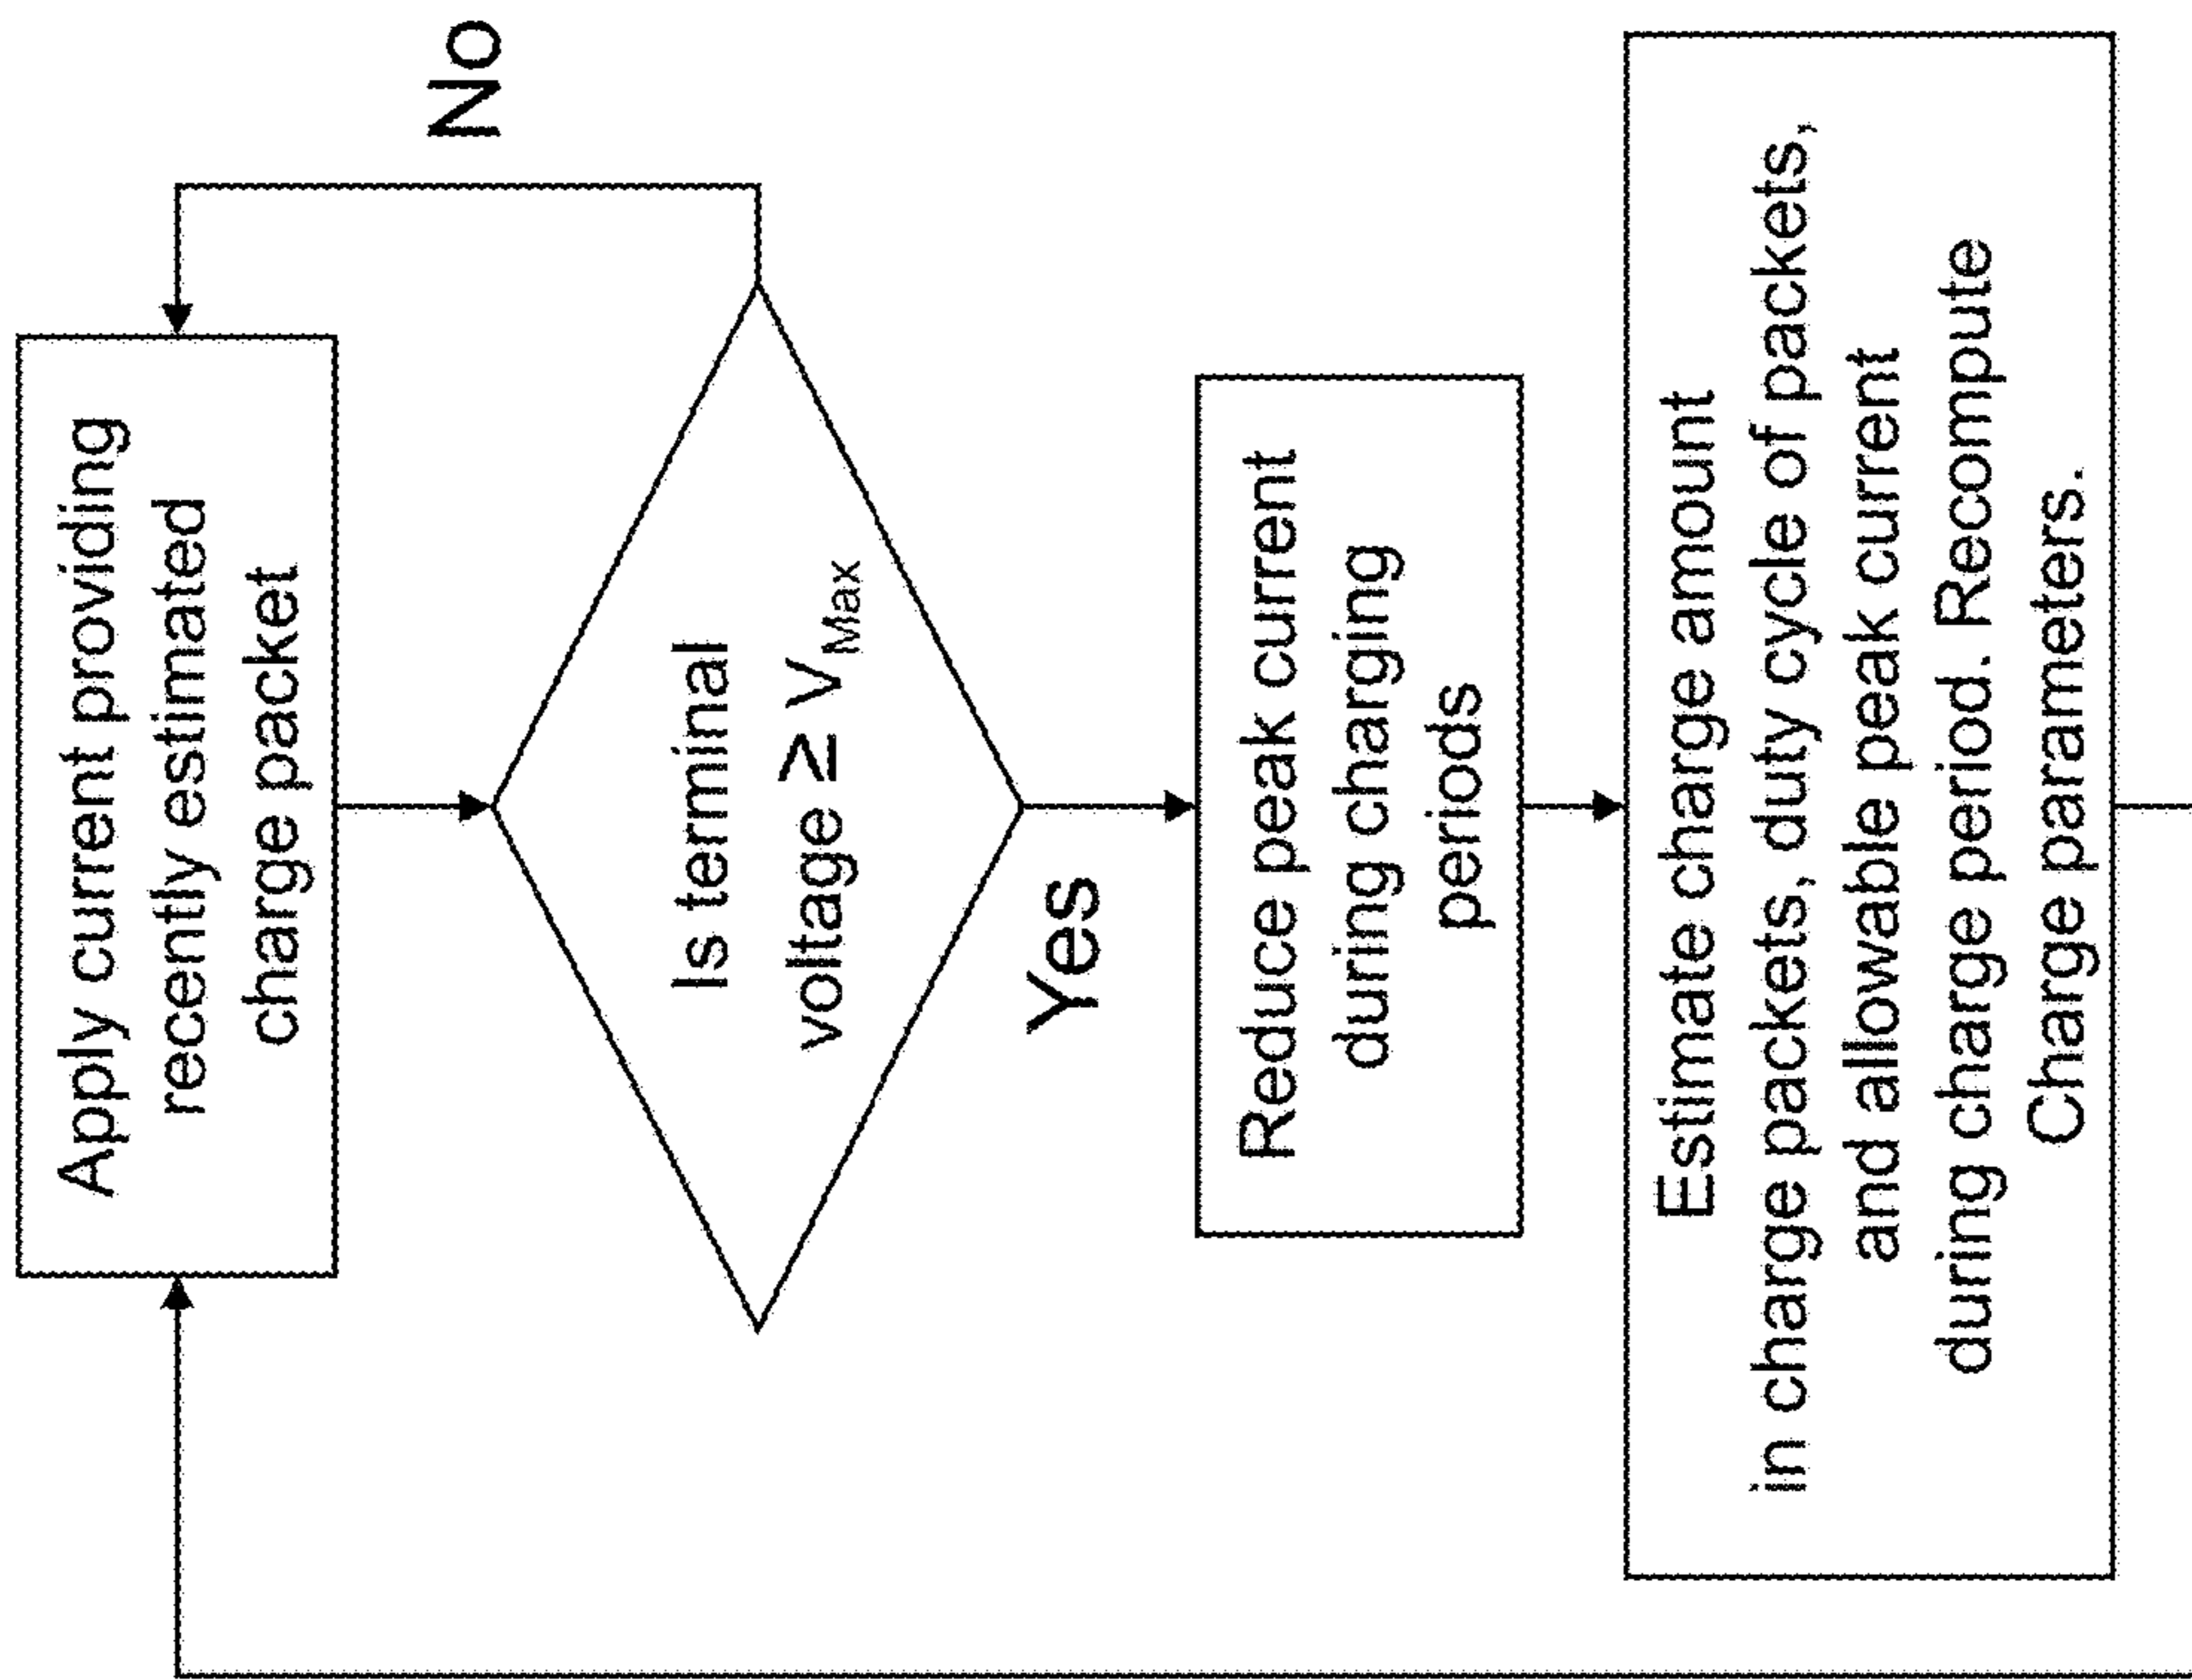 Apply current providing
recently estimated
charge packet
No
Is terminal
voltage ≥ VMax
Yes
Reduce peak current
during charging
periods
Estimate charge amount
in charge packets, duty cycle of packets,
and allowable peak current
during charge period. Recompute
Charge parameters.